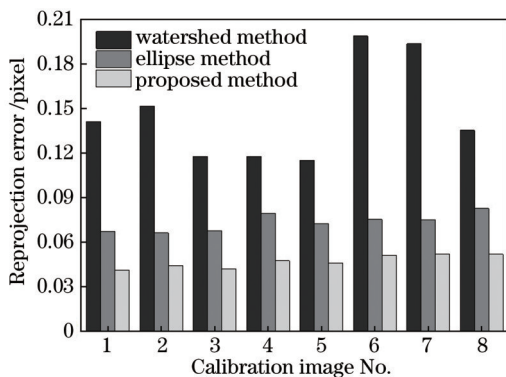 0.21
0.18
0.15
0.12
0.09
0.06
0.03
0
Reprojection error /pixel
watershed method
ellipse method
proposed method
1 2 3 4 5 6 7 8
Calibration image No.